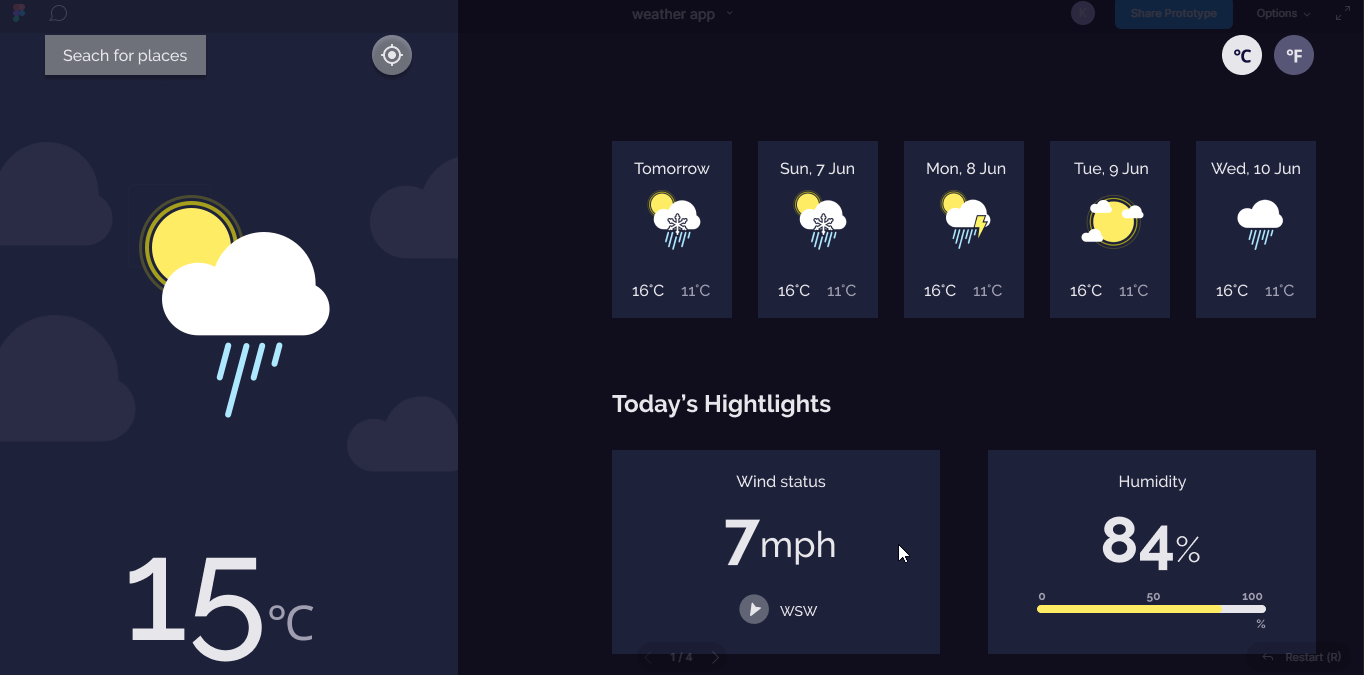 weather app
K
Share Prototype
Options
Seach for places
°C
°F
Tomorrow
Sun, 7 Jun
Mon, 8 Jun
Tue, 9 Jun
Wed, 10 Jun
16°C 11°C
16°C 11°C
16°C 11°C
16°C 11°C
16°C 11°C
Today’s Hightlights
Wind status
7mph
WSW
Humidity
84%
0 50 100
%
15°C
1 / 4
Restart (R)